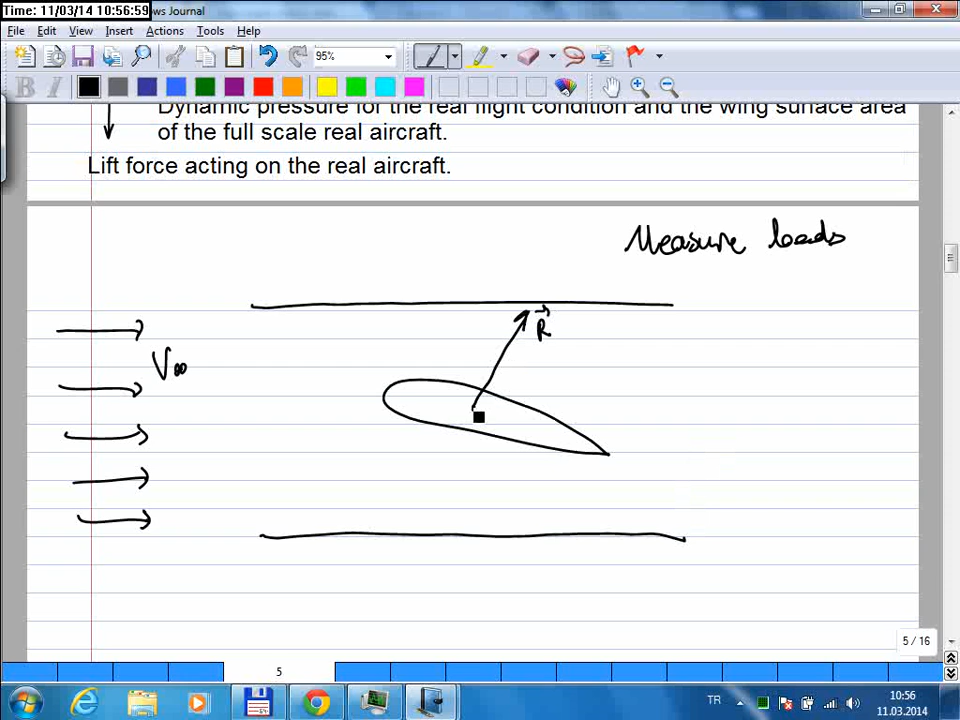 Time: 11/03/14 10:56:59
ows Journal
File Edit View Insert Actions Tools Help
95%
B I
Dynamic pressure for the real flight condition and the wing surface area
of the full scale real aircraft.
Lift force acting on the real aircraft.
Measure loads
R
V∞
5 / 16
5
TR
10:56
11.03.2014